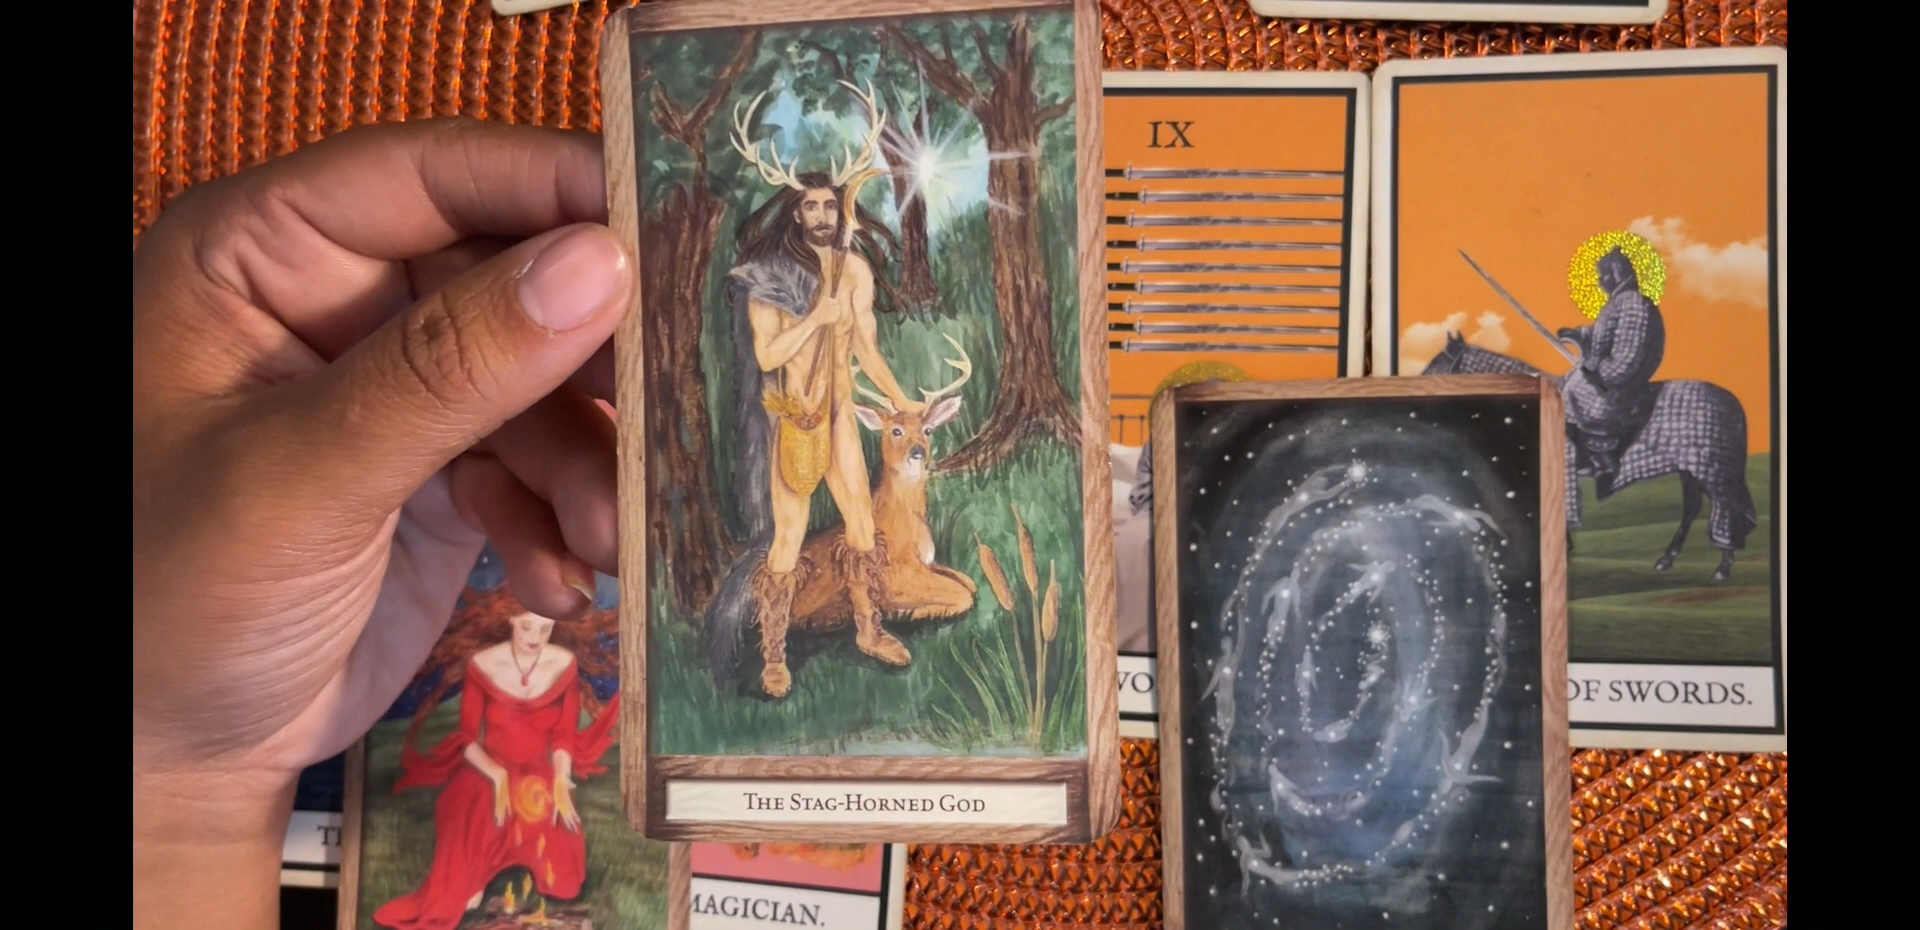 THE STAG-HORNED GOD
IX
OF SWORDS.
MAGICIAN.